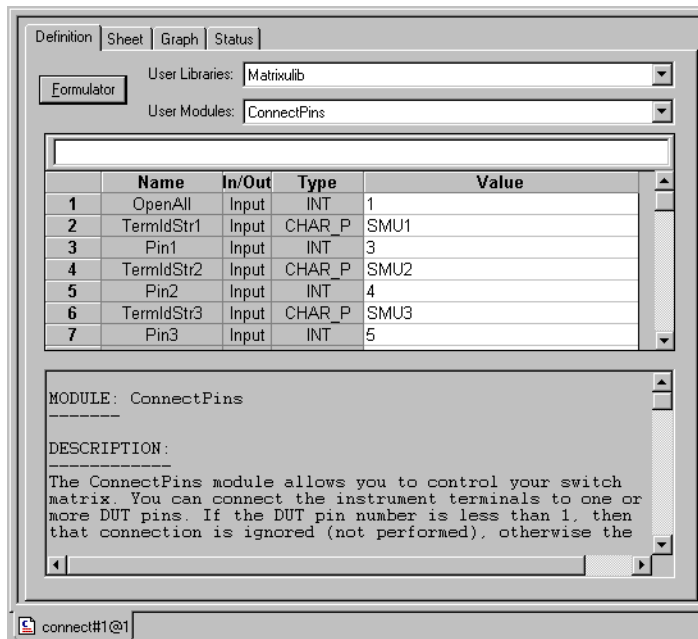 Definition Sheet Graph Status
Formulator
User Libraries: Matrixulib
User Modules: ConnectPins
Name In/Out Type Value
1 OpenAll Input INT 1
2 TermIdStr1 Input CHAR_P SMU1
3 Pin1 Input INT 3
4 TermIdStr2 Input CHAR_P SMU2
5 Pin2 Input INT 4
6 TermIdStr3 Input CHAR_P SMU3
7 Pin3 Input INT 5
MODULE: ConnectPins
-------
DESCRIPTION:
------------
The ConnectPins module allows you to control your switch
matrix. You can connect the instrument terminals to one or
more DUT pins. If the DUT pin number is less than 1, then
that connection is ignored (not performed), otherwise the
connect#1@1